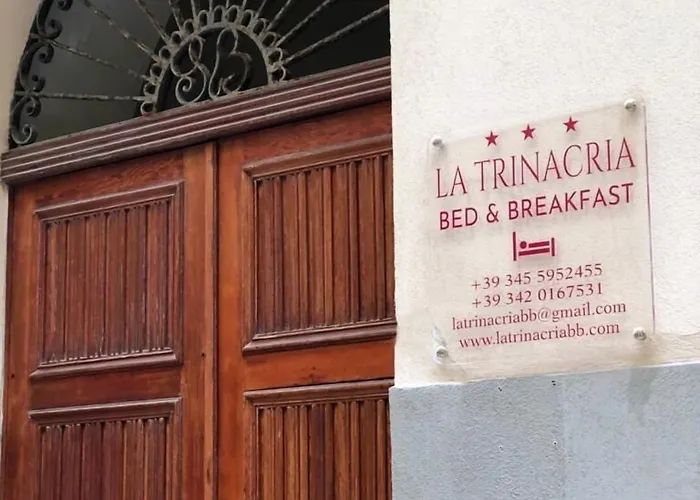 LA TRINACRIA
BED & BREAKFAST
+39 345 5952455
+39 342 0167531
latrinacriabb@gmail.com
www.latrinacriabb.com